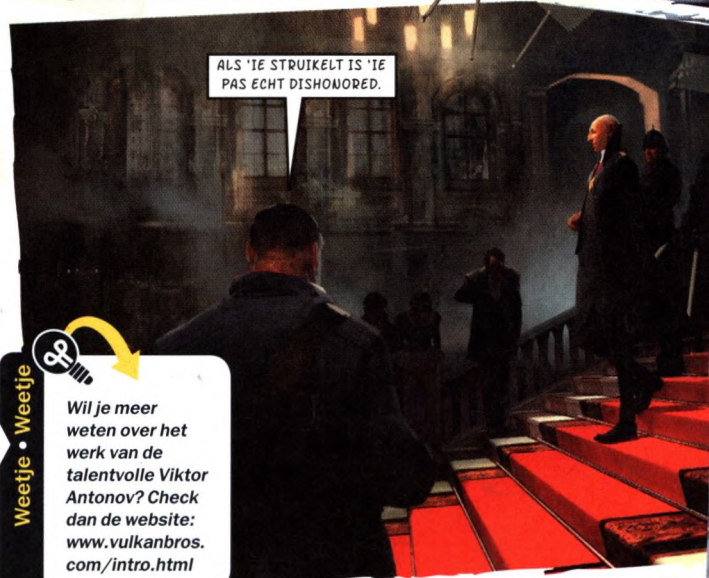 ALS 'IE STRUIKELT IS 'IE
PAS ECHT DISHONORED.
Weetje • Weetje
Wil je meer
weten over het
werk van de
talentvolle Viktor
Antonov? Check
dan de website:
www.vulkanbros.
com/intro.html